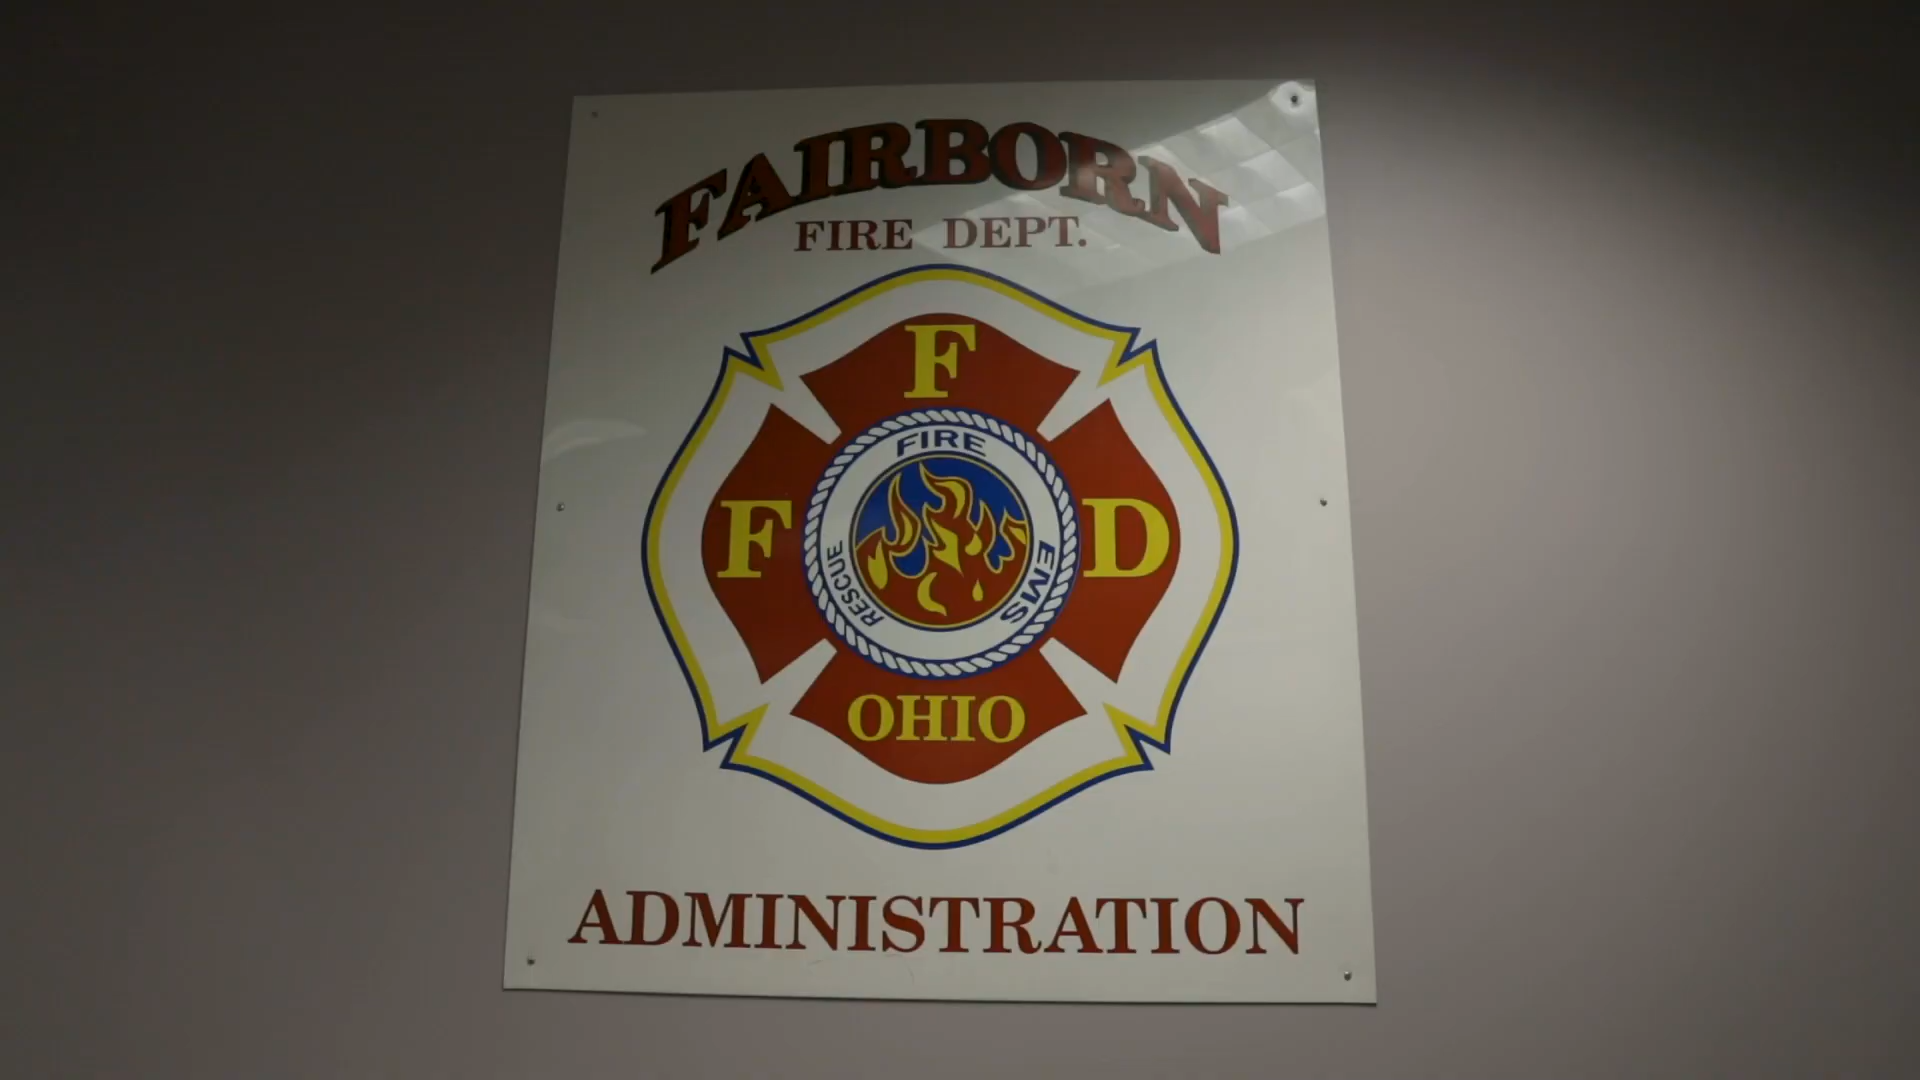 FAIRBORN
FIRE DEPT.
F
FIRE
F
D
RESCUE
EMS
OHIO
ADMINISTRATION